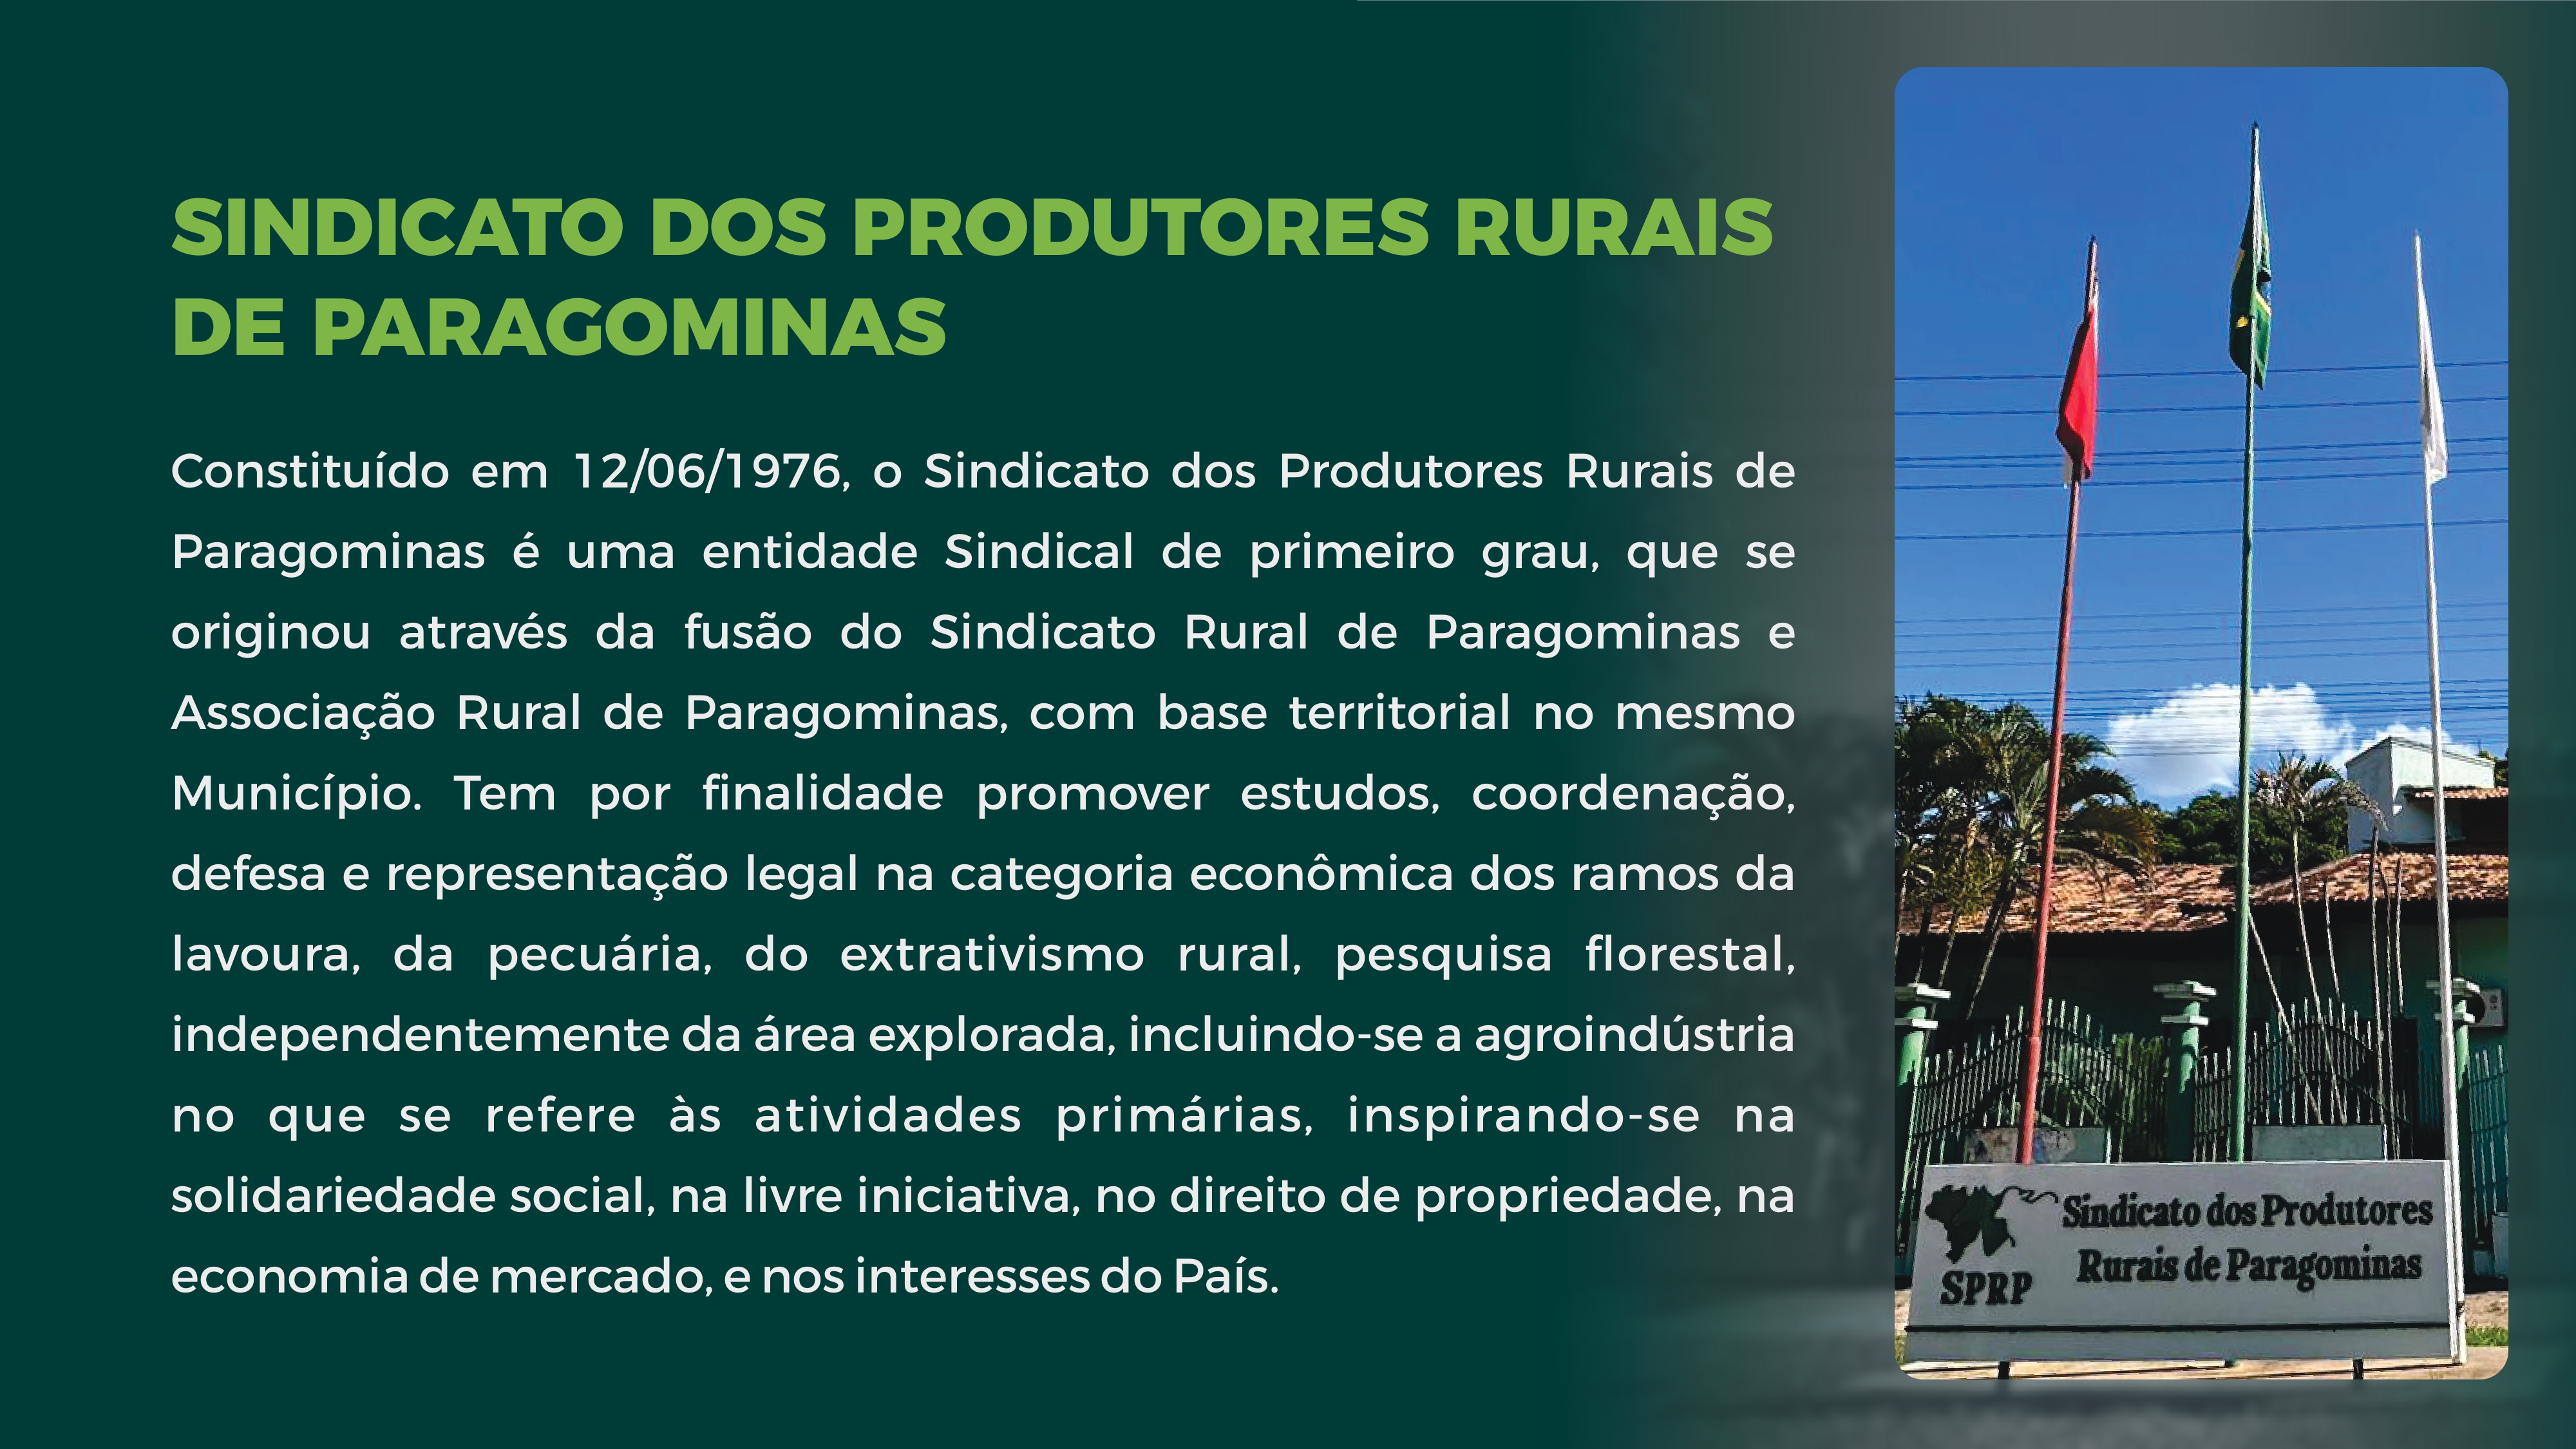 SINDICATO DOS PRODUTORES RURAIS
DE PARAGOMINAS
Constituído em 12/06/1976, o Sindicato dos Produtores Rurais de
Paragominas é uma entidade Sindical de primeiro grau, que se
originou através da fusão do Sindicato Rural de Paragominas e
Associação Rural de Paragominas, com base territorial no mesmo
Município. Tem por finalidade promover estudos, coordenação,
defesa e representação legal na categoria econômica dos ramos da
lavoura, da pecuária, do extrativismo rural, pesquisa florestal,
independentemente da área explorada, incluindo-se a agroindústria
no que se refere às atividades primárias, inspirando-se na
solidariedade social, na livre iniciativa, no direito de propriedade, na
economia de mercado, e nos interesses do País.
Sindicato dos Produtores
Rurais de Paragominas
SPRP